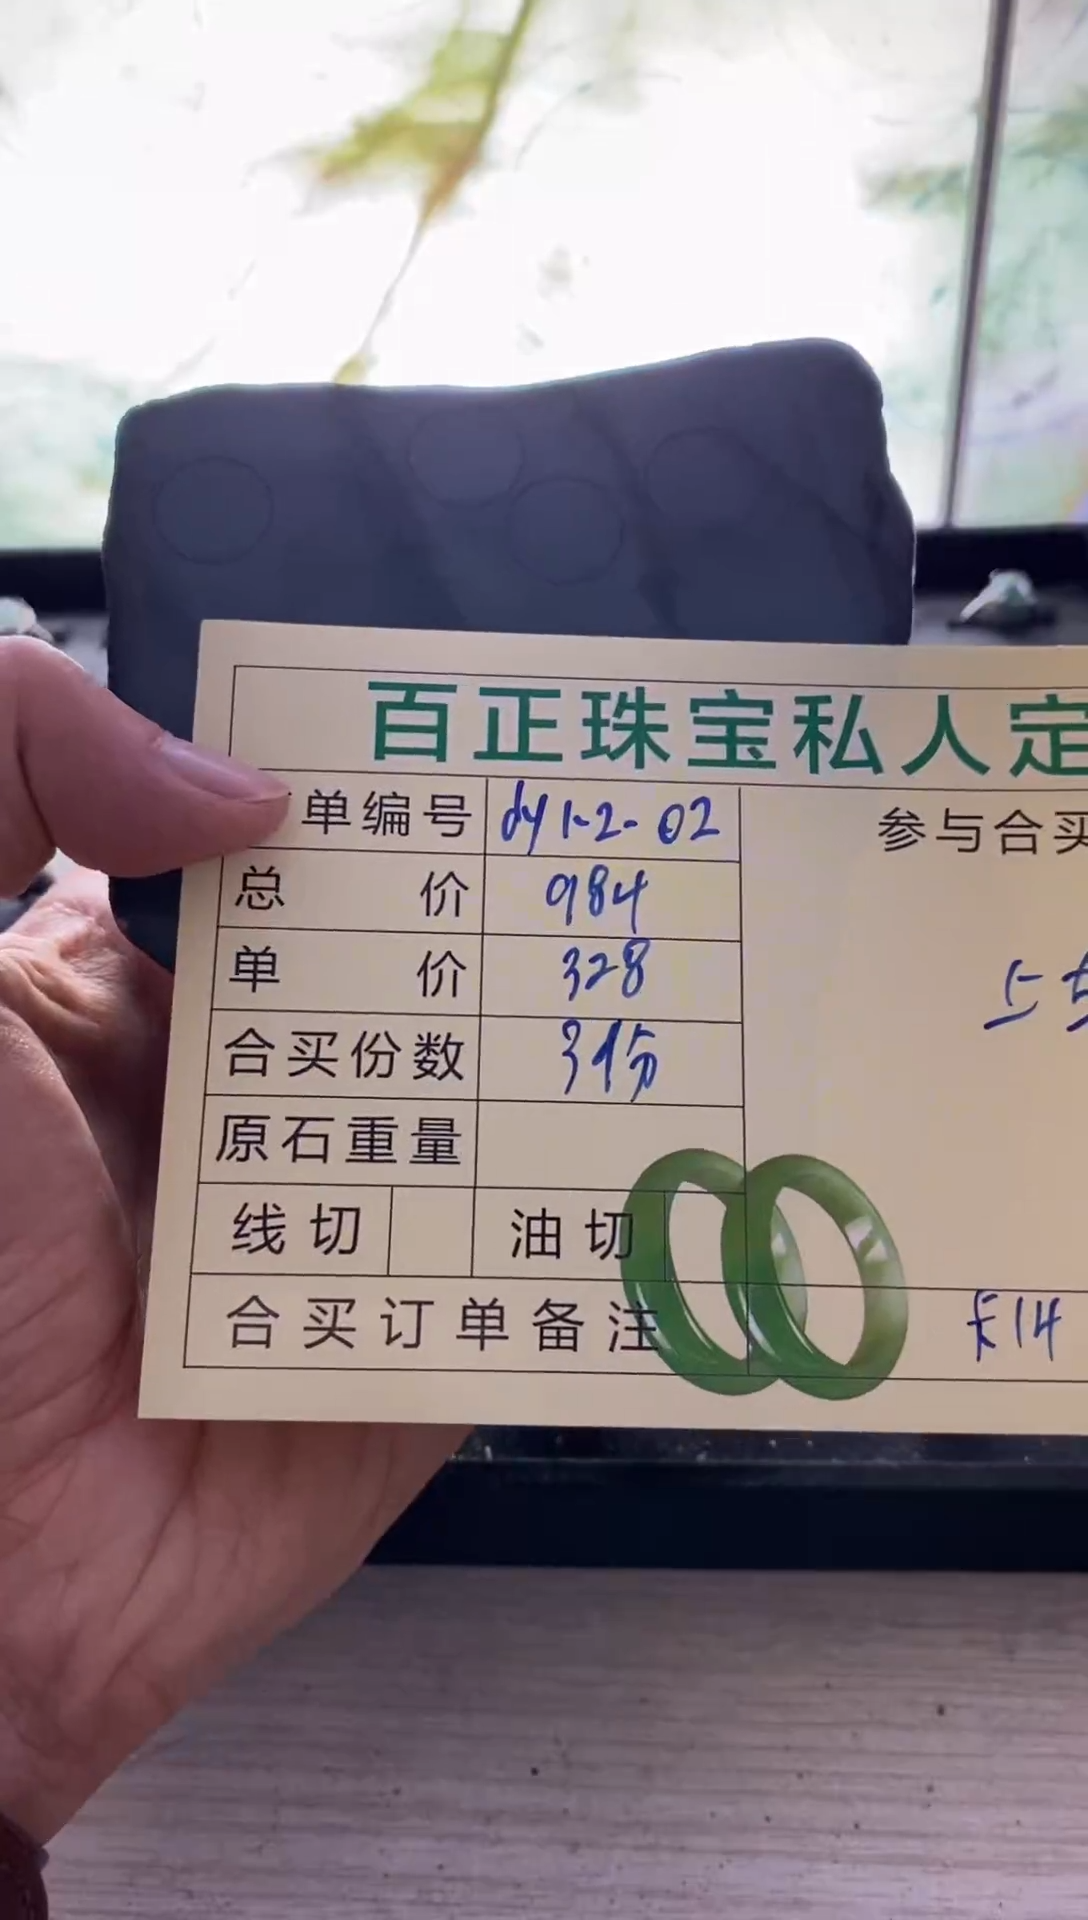 百正珠宝私人定
单编号 dy1-2-02
参与合买
总价 984
单价 328
合买份数 3份
原石重量
线切 油切
合买订单备注 卡14